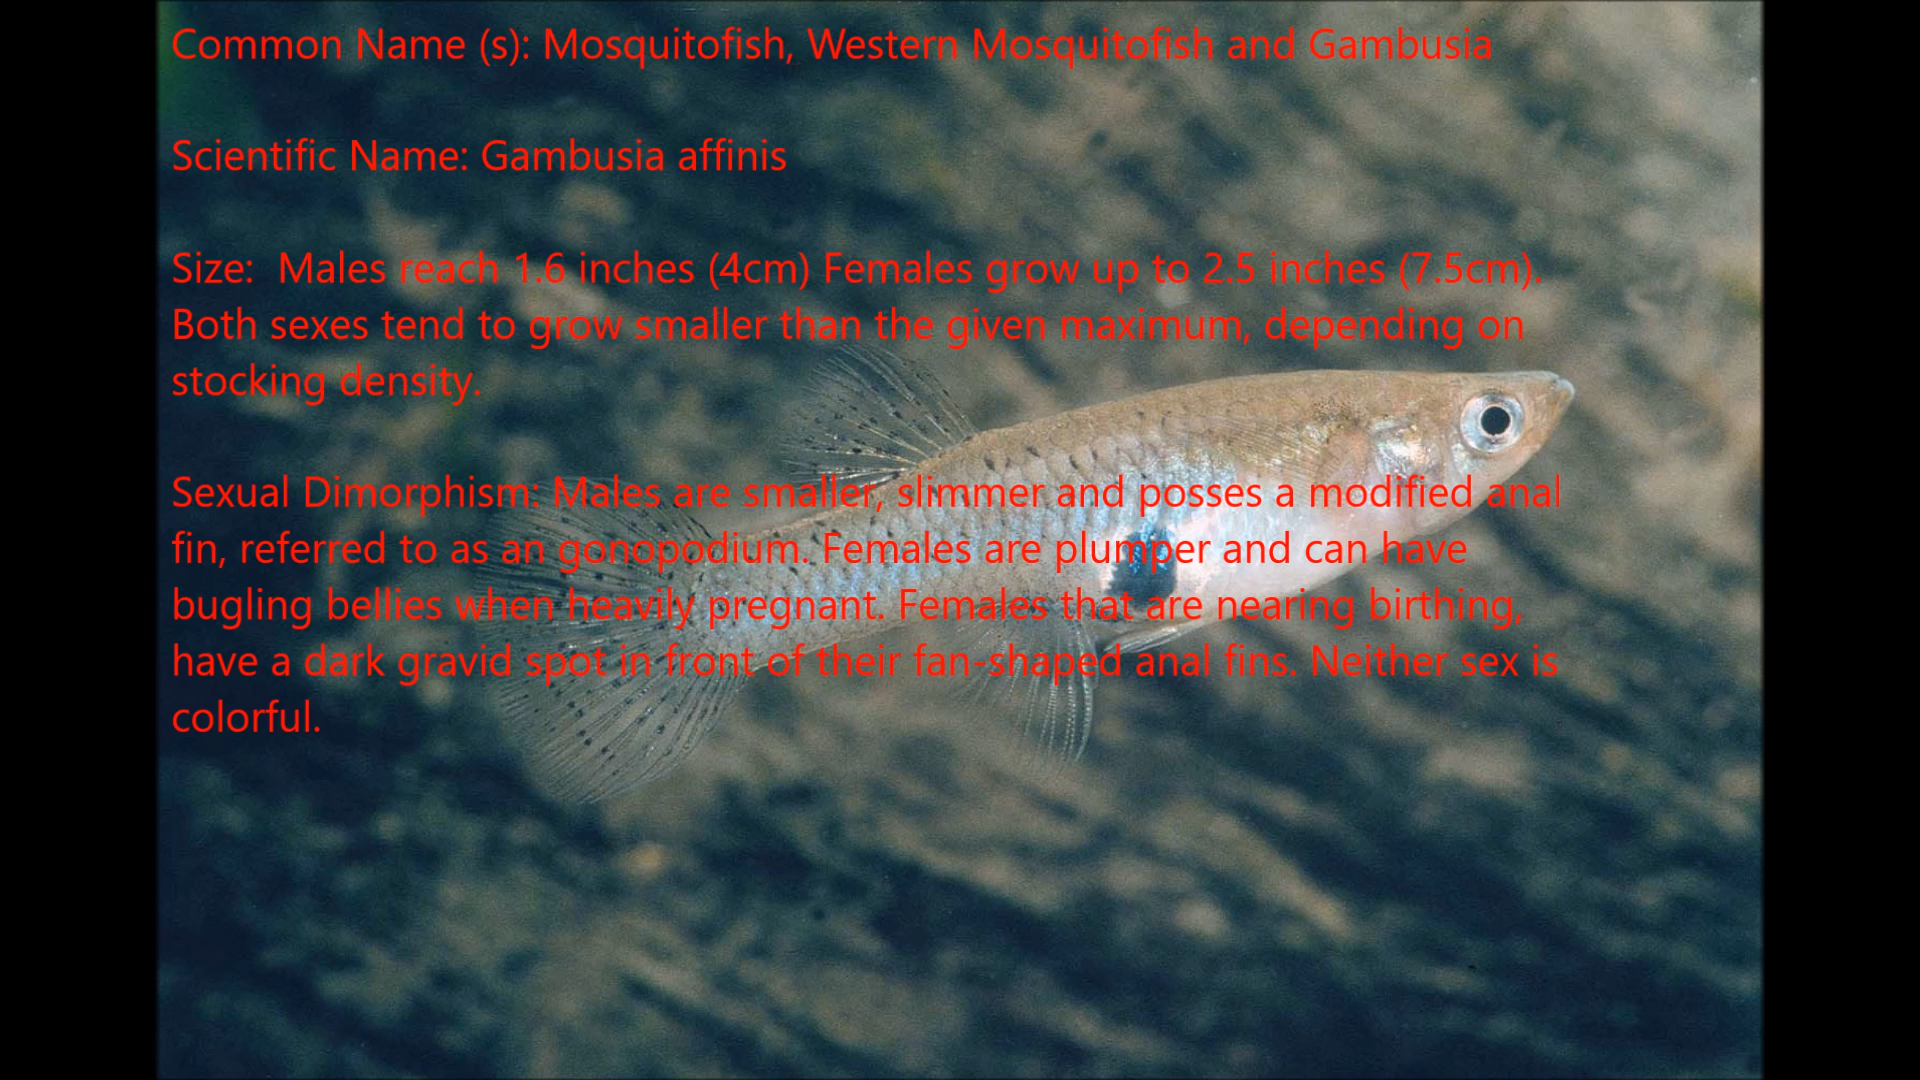 Common Name (s): Mosquitofish, Western Mosquitofish and Gambusia
Scientific Name: Gambusia affinis
Size:  Males reach 1.6 inches (4cm) Females grow up to 2.5 inches (7.5cm).
Both sexes tend to grow smaller than the given maximum, depending on
stocking density.
Sexual Dimorphism: Males are smaller, slimmer and posses a modified anal
fin, referred to as an gonopodium. Females are plumper and can have
bugling bellies when heavily pregnant. Females that are nearing birthing,
have a dark gravid spot in front of their fan-shaped anal fins. Neither sex is
colorful.